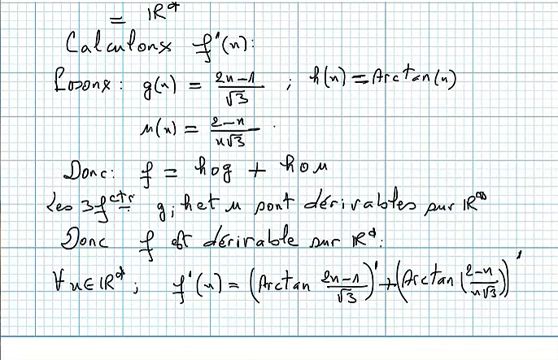 = IR*
Calculons f'(x):
Posons: g(x) = (2x-1)/√3 ; h(x) = Arctan(x)
u(x) = (2-x)/(x√3)
Donc: f = hog + hou
Les 3 fcts g; h et u sont dérivables sur IR*
Donc f est dérivable sur IR*:
∀x∈IR*; f'(x) = (Arctan (2x-1)/√3)' + (Arctan((2-x)/(x√3)))'